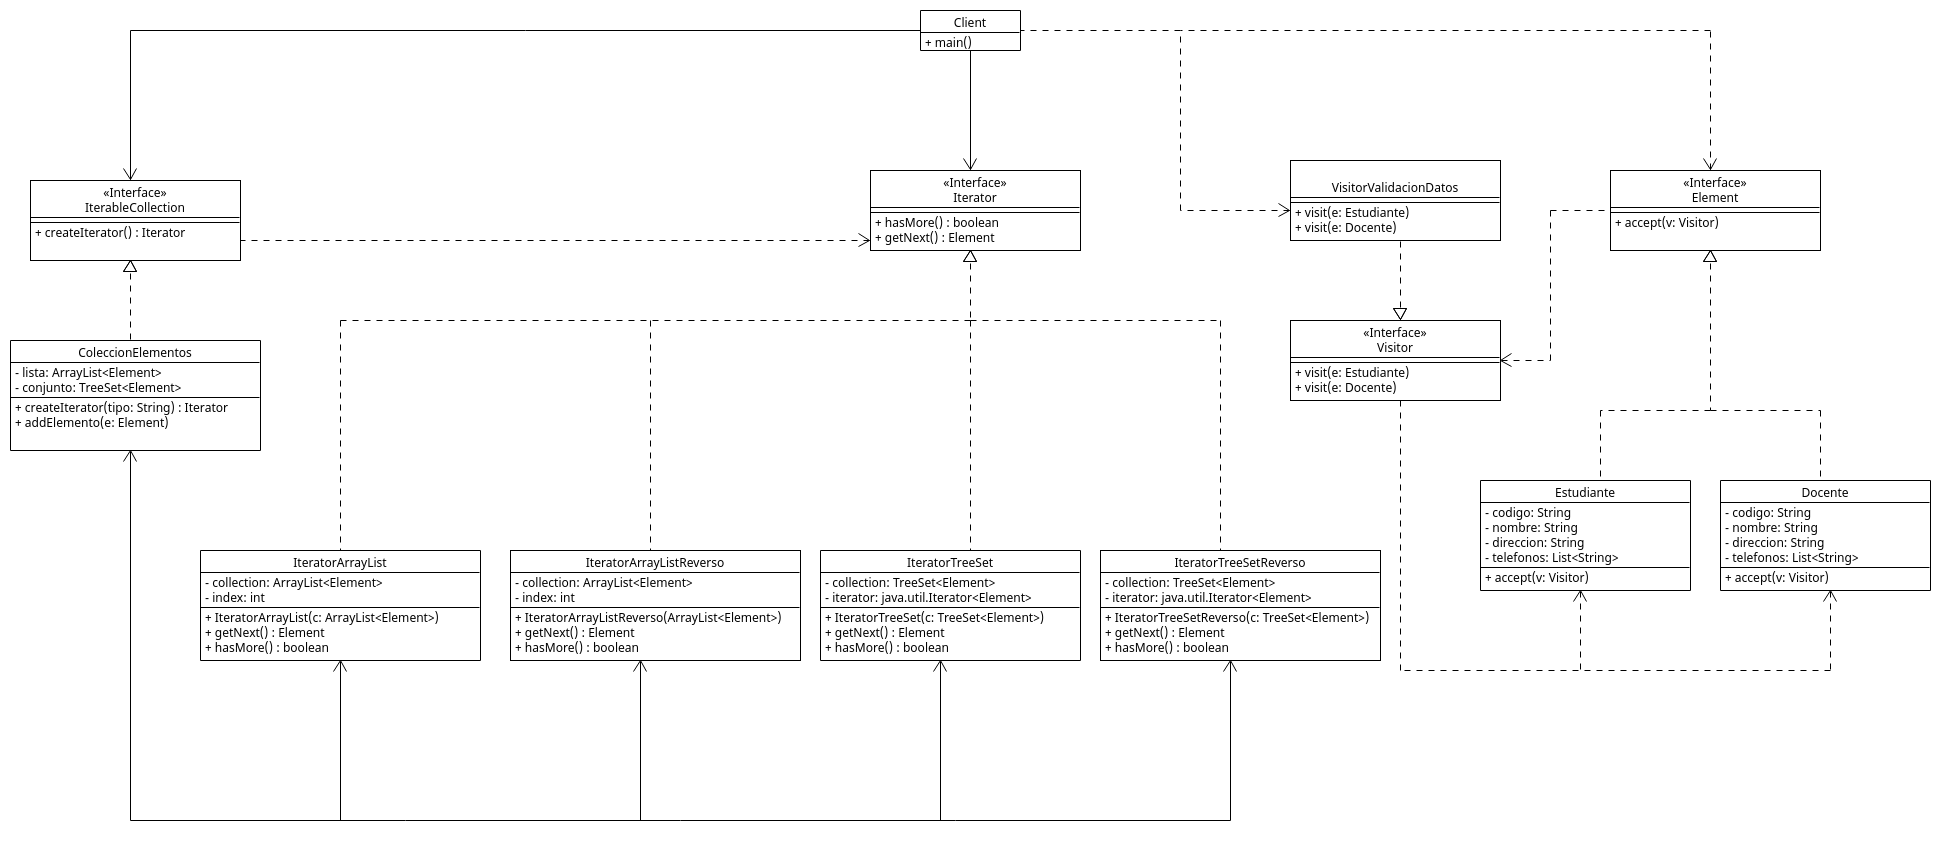 Client
+ main()
«Interface»
IterableCollection
+ createIterator() : Iterator
«Interface»
Iterator
+ hasMore() : boolean
+ getNext() : Element
VisitorValidacionDatos
+ visit(e: Estudiante)
+ visit(e: Docente)
«Interface»
Element
+ accept(v: Visitor)
«Interface»
Visitor
+ visit(e: Estudiante)
+ visit(e: Docente)
ColeccionElementos
- lista: ArrayList<Element>
- conjunto: TreeSet<Element>
+ createIterator(tipo: String) : Iterator
+ addElemento(e: Element)
Estudiante
- codigo: String
- nombre: String
- direccion: String
- telefonos: List<String>
+ accept(v: Visitor)
Docente
- codigo: String
- nombre: String
- direccion: String
- telefonos: List<String>
+ accept(v: Visitor)
IteratorArrayList
- collection: ArrayList<Element>
- index: int
+ IteratorArrayList(c: ArrayList<Element>)
+ getNext() : Element
+ hasMore() : boolean
IteratorArrayListReverso
- collection: ArrayList<Element>
- index: int
+ IteratorArrayListReverso(ArrayList<Element>)
+ getNext() : Element
+ hasMore() : boolean
IteratorTreeSet
- collection: TreeSet<Element>
- iterator: java.util.Iterator<Element>
+ IteratorTreeSet(c: TreeSet<Element>)
+ getNext() : Element
+ hasMore() : boolean
IteratorTreeSetReverso
- collection: TreeSet<Element>
- iterator: java.util.Iterator<Element>
+ IteratorTreeSetReverso(c: TreeSet<Element>)
+ getNext() : Element
+ hasMore() : boolean